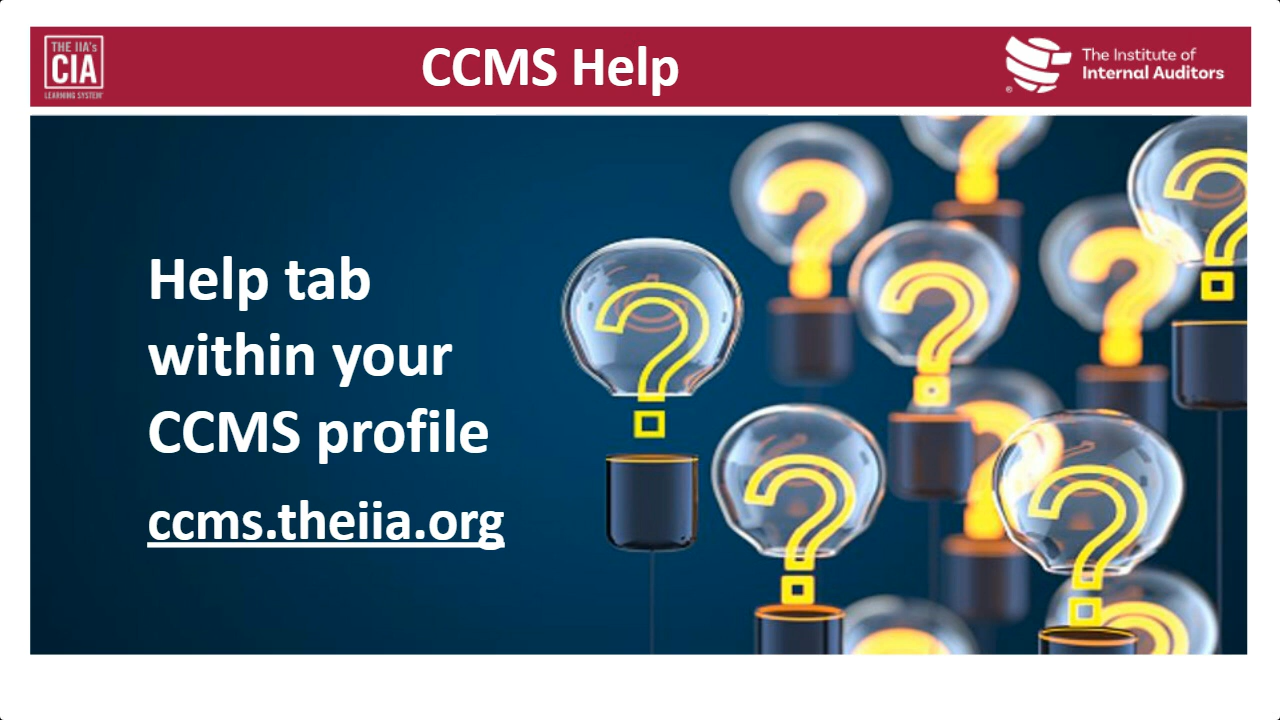 THE IIA's
CIA
LEARNING SYSTEM
CCMS Help
The Institute of
Internal Auditors
®
Help tab
within your
CCMS profile
ccms.theiia.org